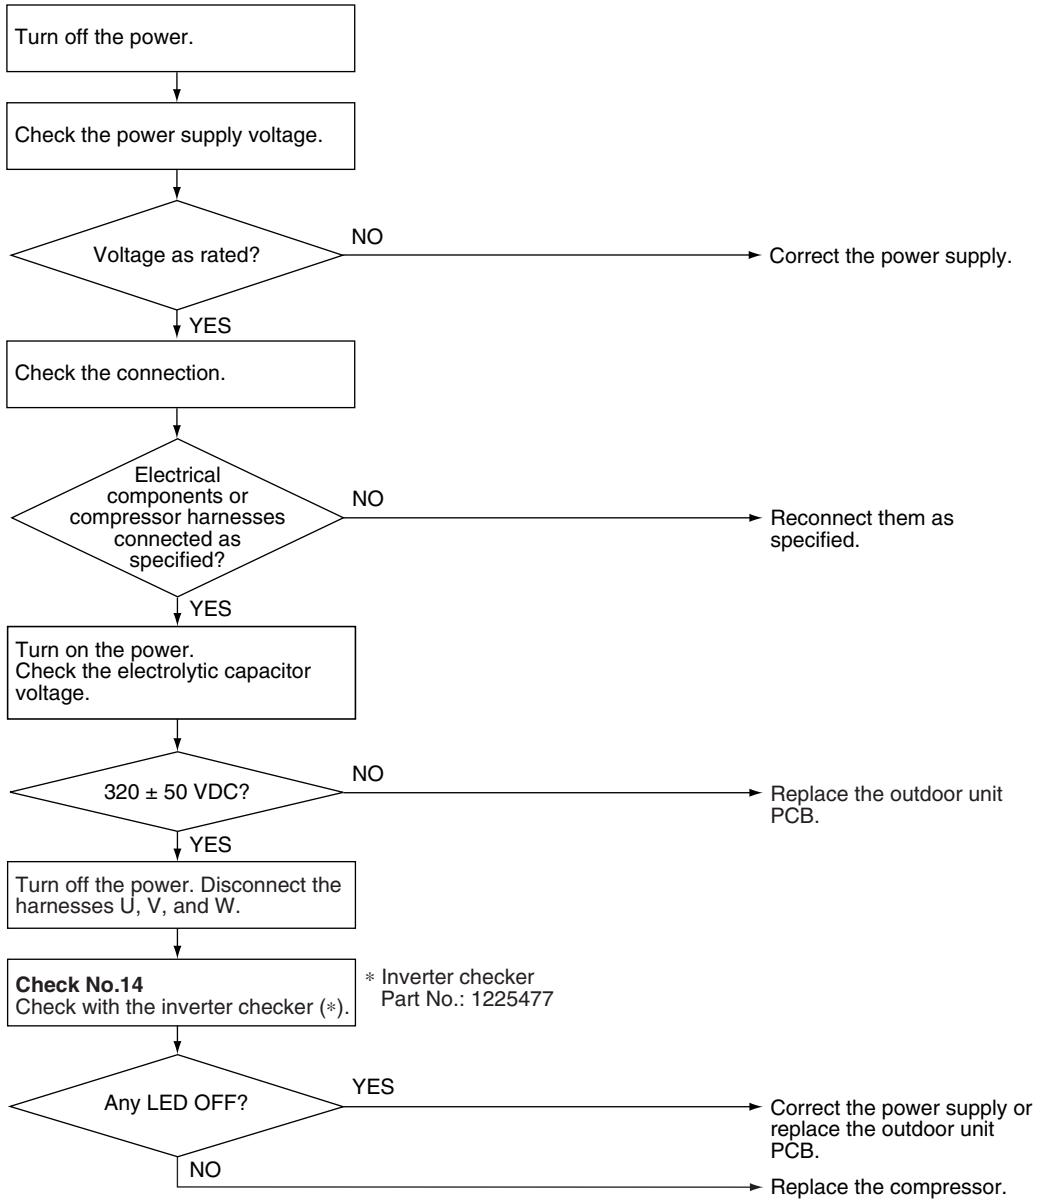 Turn off the power.
Check the power supply voltage.
Voltage as rated?
NO
Correct the power supply.
YES
Check the connection.
Electrical
components or
compressor harnesses
connected as
specified?
NO
Reconnect them as
specified.
YES
Turn on the power.
Check the electrolytic capacitor
voltage.
320 ± 50 VDC?
NO
Replace the outdoor unit
PCB.
YES
Turn off the power. Disconnect the
harnesses U, V, and W.
Check No.14
Check with the inverter checker (*).
* Inverter checker
Part No.: 1225477
Any LED OFF?
YES
Correct the power supply or
replace the outdoor unit
PCB.
NO
Replace the compressor.